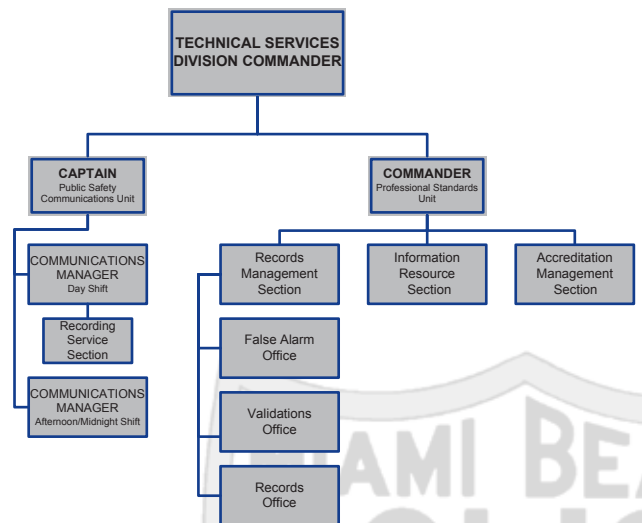 TECHNICAL SERVICES
DIVISION COMMANDER
CAPTAIN
Public Safety
Communications Unit
COMMANDER
Professional Standards
Unit
COMMUNICATIONS
MANAGER
Day Shift
Recording
Service
Section
COMMUNICATIONS
MANAGER
Afternoon/Midnight Shift
Records
Management
Section
Information
Resource
Section
Accreditation
Management
Section
False Alarm
Office
Validations
Office
Records
Office